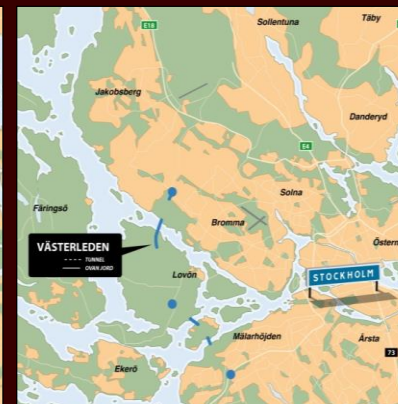 Täby
Sollentuna
E18
Jakobsberg
Danderyd
E4
Solna
Färingsö
Bromma
VÄSTERLEDEN
TUNNEL
OVAN JORD
Österm
Lovön
STOCKHOLM
Mälarhöjden
Årsta
73
Ekerö